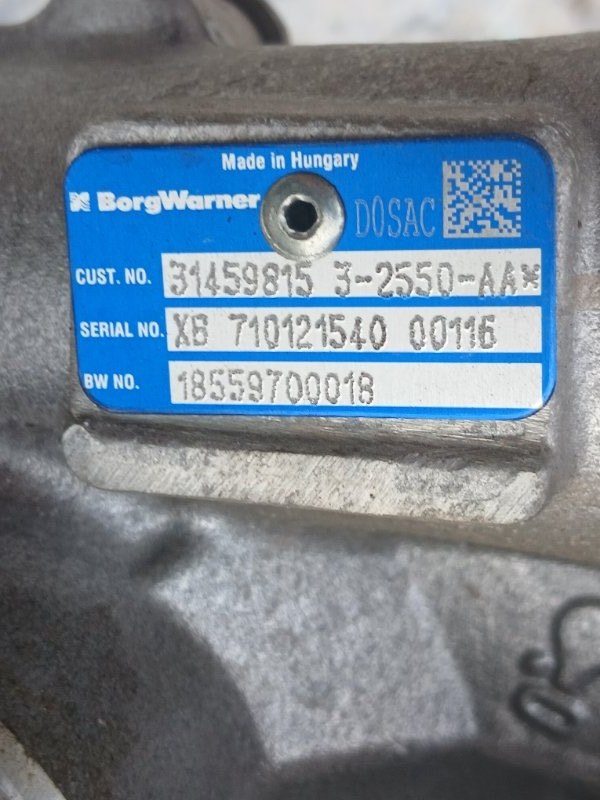 Made in Hungary
BorgWarner DOSAC
CUST. NO. 31459815 3-2550-AA*
SERIAL NO. XB 710121540 00116
BW NO. 18559700018